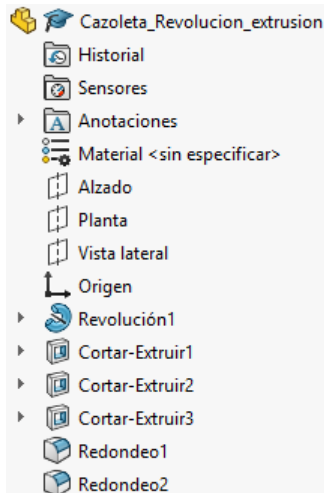 Cazoleta_Revolucion_extrusion
Historial
Sensores
Anotaciones
Material <sin especificar>
Alzado
Planta
Vista lateral
Origen
Revolución1
Cortar-Extruir1
Cortar-Extruir2
Cortar-Extruir3
Redondeo1
Redondeo2